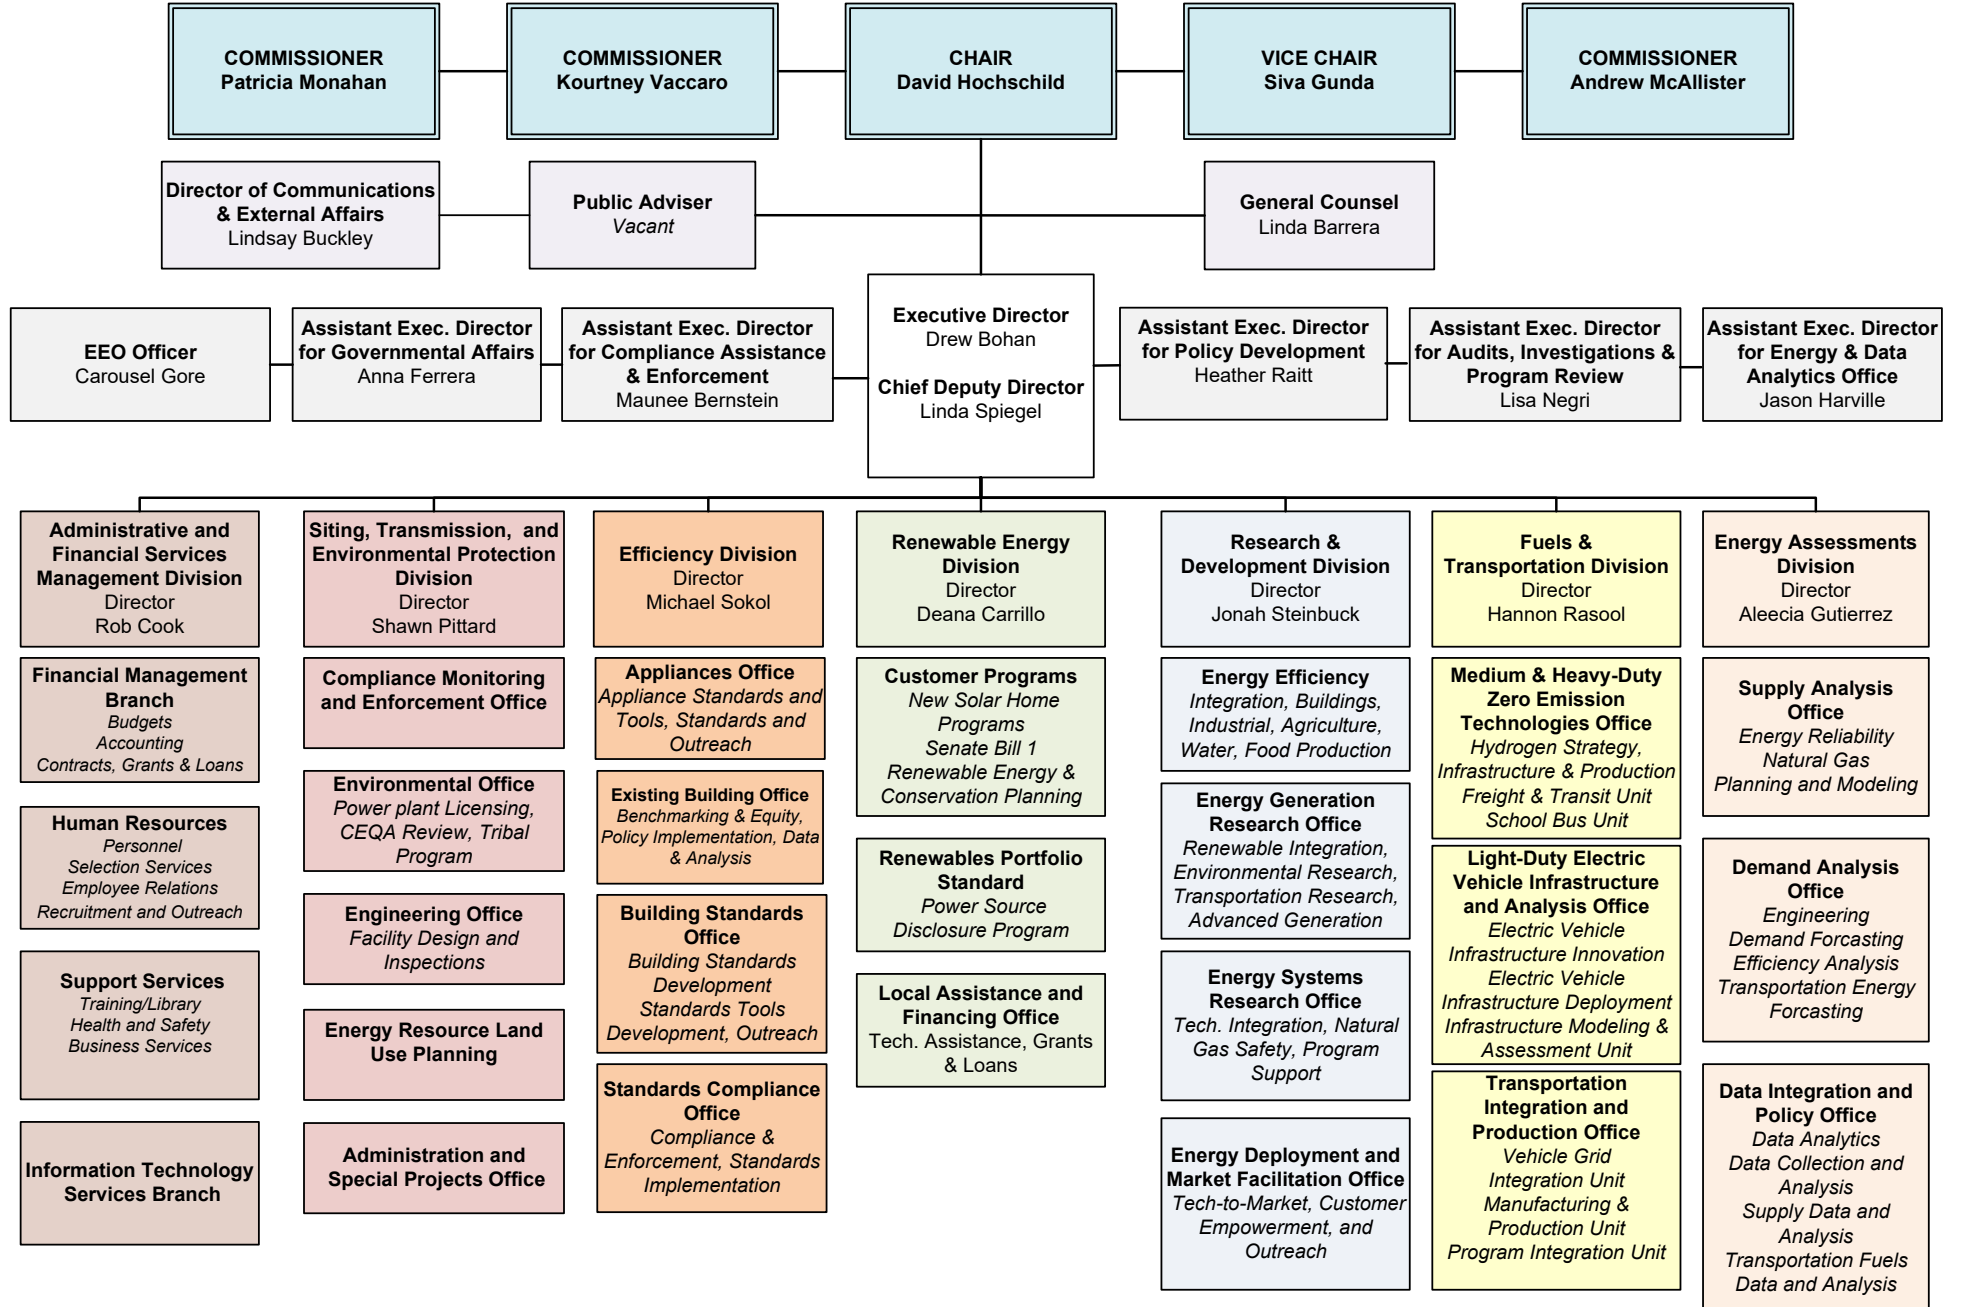 COMMISSIONER
Patricia Monahan
COMMISSIONER
Kourtney Vaccaro
CHAIR
David Hochschild
VICE CHAIR
Siva Gunda
COMMISSIONER
Andrew McAllister
Director of Communications
& External Affairs
Lindsay Buckley
Public Adviser
Vacant
General Counsel
Linda Barrera
EEO Officer
Carousel Gore
Assistant Exec. Director
for Governmental Affairs
Anna Ferrera
Assistant Exec. Director
for Compliance Assistance
& Enforcement
Maunee Bernstein
Executive Director
Drew Bohan
Chief Deputy Director
Linda Spiegel
Assistant Exec. Director
for Policy Development
Heather Raitt
Assistant Exec. Director
for Audits, Investigations &
Program Review
Lisa Negri
Assistant Exec. Director
for Energy & Data
Analytics Office
Jason Harville
Administrative and
Financial Services
Management Division
Director
Rob Cook
Financial Management
Branch
Budgets
Accounting
Contracts, Grants & Loans
Human Resources
Personnel
Selection Services
Employee Relations
Recruitment and Outreach
Support Services
Training/Library
Health and Safety
Business Services
Information Technology
Services Branch
Siting, Transmission, and
Environmental Protection
Division
Director
Shawn Pittard
Compliance Monitoring
and Enforcement Office
Environmental Office
Power plant Licensing,
CEQA Review, Tribal
Program
Engineering Office
Facility Design and
Inspections
Energy Resource Land
Use Planning
Administration and
Special Projects Office
Efficiency Division
Director
Michael Sokol
Appliances Office
Appliance Standards and
Tools, Standards and
Outreach
Existing Building Office
Benchmarking & Equity,
Policy Implementation, Data
& Analysis
Building Standards
Office
Building Standards
Development
Standards Tools
Development, Outreach
Standards Compliance
Office
Compliance &
Enforcement, Standards
Implementation
Renewable Energy
Division
Director
Deana Carrillo
Customer Programs
New Solar Home
Programs
Senate Bill 1
Renewable Energy &
Conservation Planning
Renewables Portfolio
Standard
Power Source
Disclosure Program
Local Assistance and
Financing Office
Tech. Assistance, Grants
& Loans
Research &
Development Division
Director
Jonah Steinbuck
Energy Efficiency
Integration, Buildings,
Industrial, Agriculture,
Water, Food Production
Energy Generation
Research Office
Renewable Integration,
Environmental Research,
Transportation Research,
Advanced Generation
Energy Systems
Research Office
Tech. Integration, Natural
Gas Safety, Program
Support
Energy Deployment and
Market Facilitation Office
Tech-to-Market, Customer
Empowerment, and
Outreach
Fuels &
Transportation Division
Director
Hannon Rasool
Medium & Heavy-Duty
Zero Emission
Technologies Office
Hydrogen Strategy,
Infrastructure & Production
Freight & Transit Unit
School Bus Unit
Light-Duty Electric
Vehicle Infrastructure
and Analysis Office
Electric Vehicle
Infrastructure Innovation
Electric Vehicle
Infrastructure Deployment
Infrastructure Modeling &
Assessment Unit
Transportation
Integration and
Production Office
Vehicle Grid
Integration Unit
Manufacturing &
Production Unit
Program Integration Unit
Energy Assessments
Division
Director
Aleecia Gutierrez
Supply Analysis
Office
Energy Reliability
Natural Gas
Planning and Modeling
Demand Analysis
Office
Engineering
Demand Forcasting
Efficiency Analysis
Transportation Energy
Forcasting
Data Integration and
Policy Office
Data Analytics
Data Collection and
Analysis
Supply Data and
Analysis
Transportation Fuels
Data and Analysis